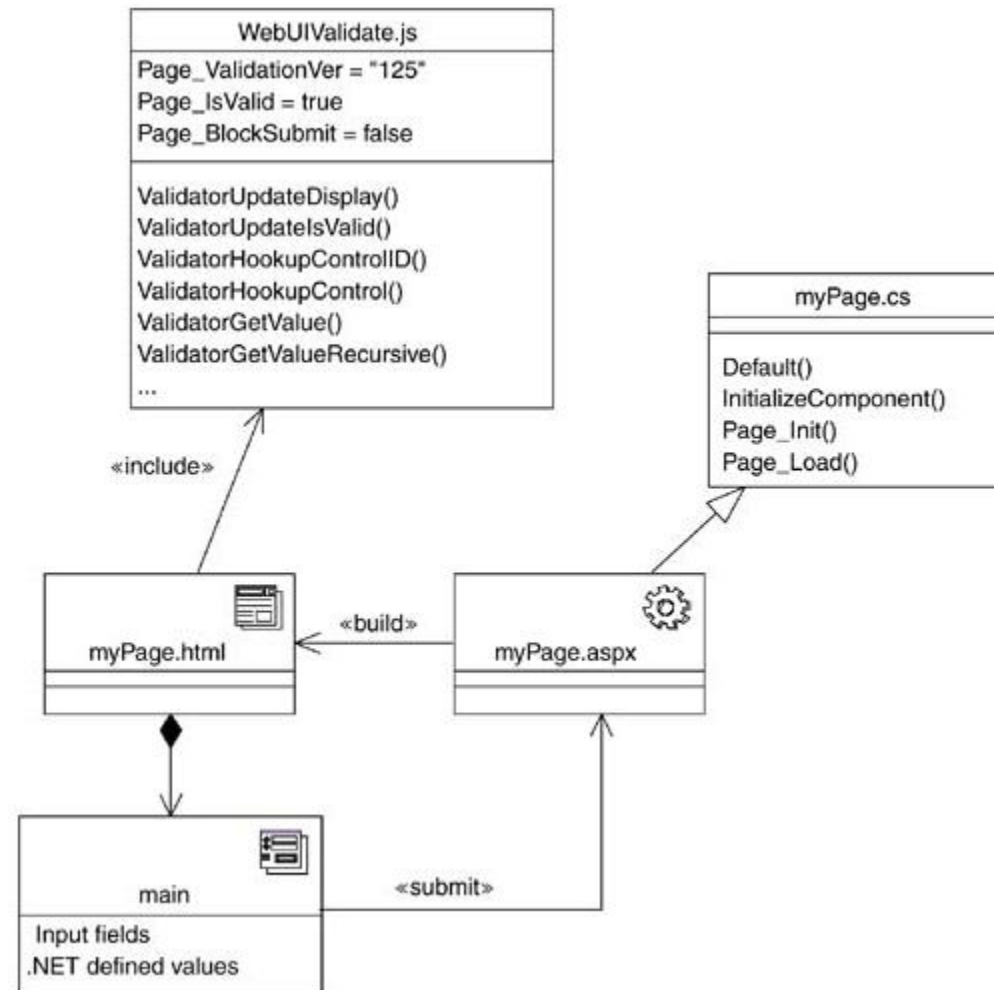 WebUIValidate.js
Page_ValidationVer = "125"
Page_IsValid = true
Page_BlockSubmit = false
ValidatorUpdateDisplay()
ValidatorUpdateIsValid()
ValidatorHookupControlID()
ValidatorHookupControl()
ValidatorGetValue()
ValidatorGetValueRecursive()
...
myPage.cs
Default()
InitializeComponent()
Page_Init()
Page_Load()
«include»
myPage.html
«build»
myPage.aspx
main
Input fields
.NET defined values
«submit»